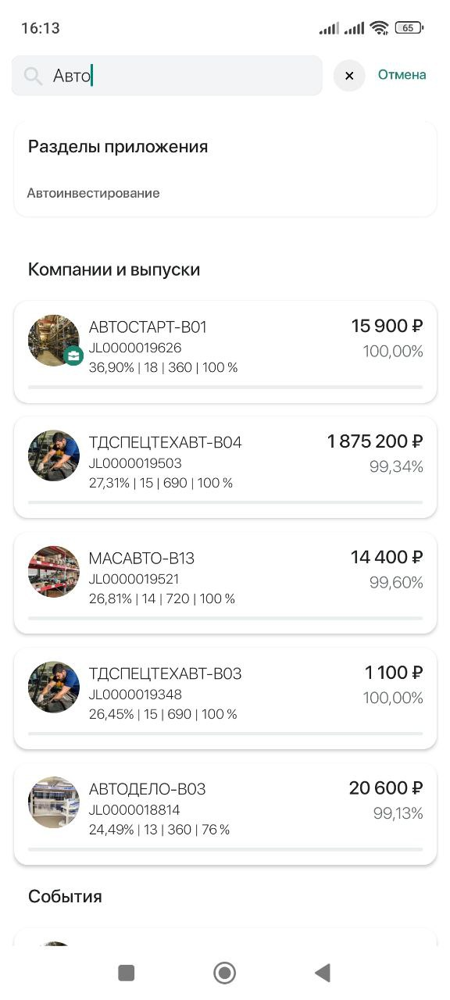 16:13
65
Авто
Отмена
Разделы приложения
Автоинвестирование
Компании и выпуски
АВТОСТАРТ-В01
15 900 ₽
JL0000019626
100,00%
36,90% | 18 | 360 | 100 %
ТДСПЕЦТЕХАВТ-В04
1 875 200 ₽
JL0000019503
99,34%
27,31% | 15 | 690 | 100 %
МАСАВТО-В13
14 400 ₽
JL0000019521
99,60%
26,81% | 14 | 720 | 100 %
ТДСПЕЦТЕХАВТ-В03
1 100 ₽
JL0000019348
100,00%
26,45% | 15 | 690 | 100 %
АВТОДЕЛО-В03
20 600 ₽
JL0000018814
99,13%
24,49% | 13 | 360 | 76 %
События